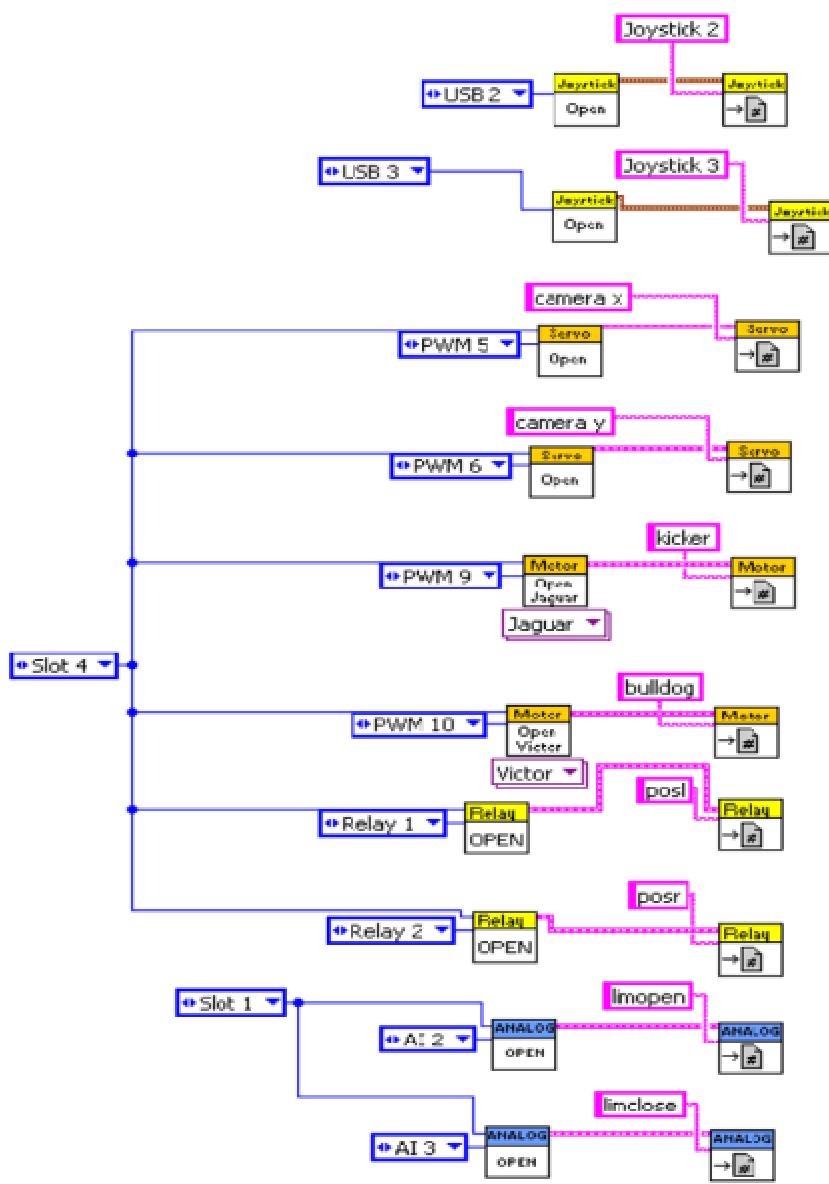 Joystick 2
USB 2
Joystick
Open
Joystick
#
Joystick 3
USB 3
Joystick
Open
Joystick
#
camera x
PWM 5
Servo
Open
Servo
#
camera y
PWM 6
Servo
Open
Servo
#
kicker
PWM 9
Motor
Open
Jaguar
Motor
#
Jaguar
Slot 4
bulldog
PWM 10
Motor
Open
Victor
Motor
#
Victor
posl
Relay 1
Relay
OPEN
Relay
#
posr
Relay 2
Relay
OPEN
Relay
#
Slot 1
limopen
AI 2
ANALOG
OPEN
ANALOG
#
limclose
AI 3
ANALOG
OPEN
ANALOG
#